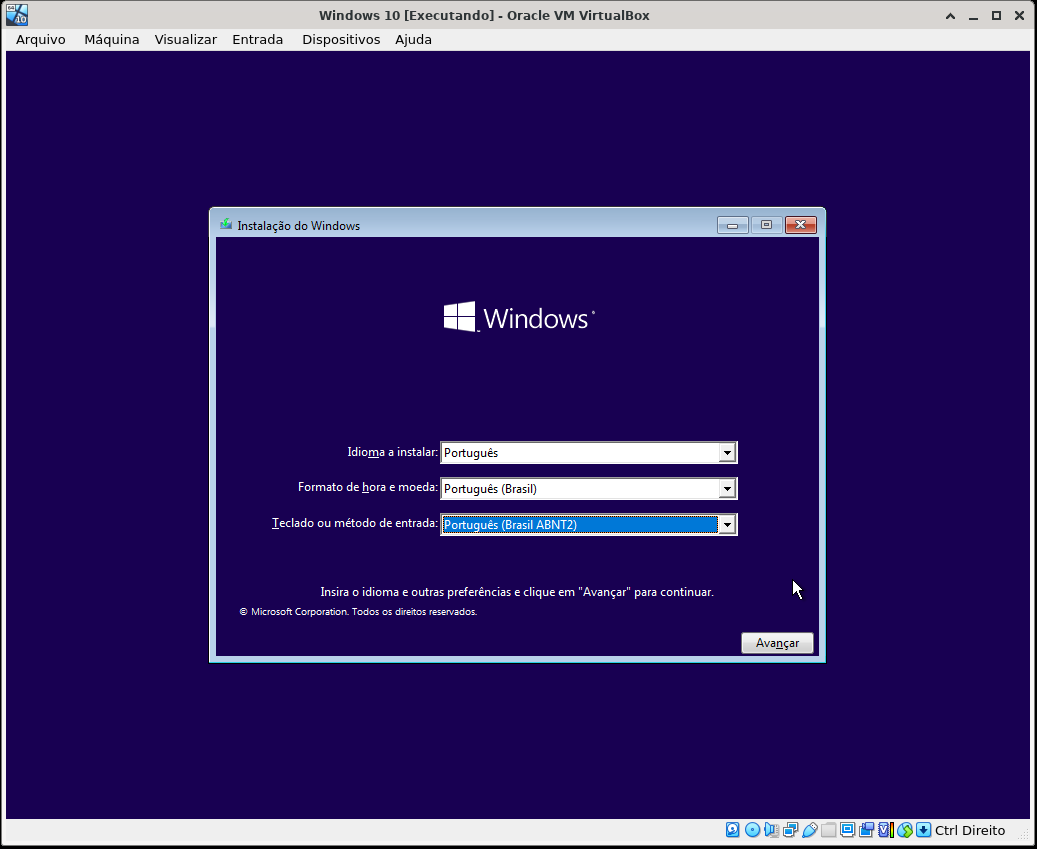 Windows 10 [Executando] - Oracle VM VirtualBox
Arquivo Máquina Visualizar Entrada Dispositivos Ajuda
Instalação do Windows
Windows
Idioma a instalar: Português
Formato de hora e moeda: Português (Brasil)
Teclado ou método de entrada: Português (Brasil ABNT2)
Insira o idioma e outras preferências e clique em "Avançar" para continuar.
© Microsoft Corporation. Todos os direitos reservados.
Avançar
Ctrl Direito